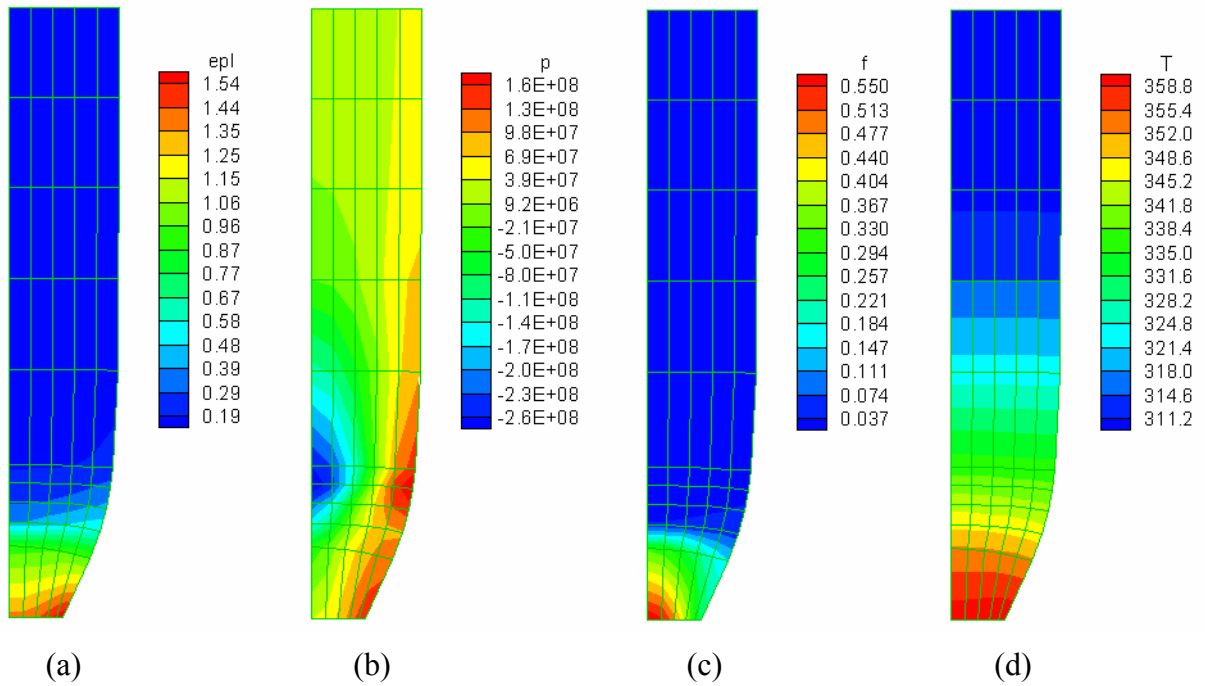 epl
1.54
1.44
1.35
1.25
1.15
1.06
0.96
0.87
0.77
0.67
0.58
0.48
0.39
0.29
0.19
p
1.6E+08
1.3E+08
9.8E+07
6.9E+07
3.9E+07
9.2E+06
-2.1E+07
-5.0E+07
-8.0E+07
-1.1E+08
-1.4E+08
-1.7E+08
-2.0E+08
-2.3E+08
-2.6E+08
f
0.550
0.513
0.477
0.440
0.404
0.367
0.330
0.294
0.257
0.221
0.184
0.147
0.111
0.074
0.037
T
358.8
355.4
352.0
348.6
345.2
341.8
338.4
335.0
331.6
328.2
324.8
321.4
318.0
314.6
311.2
(a)
(b)
(c)
(d)